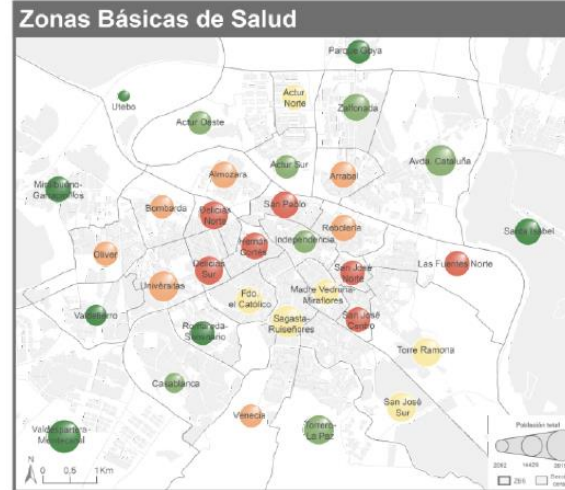 Zonas Básicas de Salud
Parque Goya
Utebo
Actur
Norte
Zalfonada
Actur Oeste
Actur Sur
Avda. Cataluña
Almozara
Arrabal
Miralbueno-
Garrapinillos
Bombarda
Delicias
Norte
San Pablo
Rebolería
Santa Isabel
Hernán
Cortés
Independencia
Oliver
Delicias
Sur
San José
Norte
Las Fuentes Norte
Universitas
Fdo.
el Católico
Madre Vedruna-
Miraflores
Valdefierro
Romareda-
Seminario
Sagasta-
Ruiseñores
San José
Centro
Torre Ramona
Casablanca
San José
Sur
Venecia
Torrero-
La Paz
Valdespartera-
Montecanal
Población total
2092
14429
N
0 0,5 1 Km
ZBS